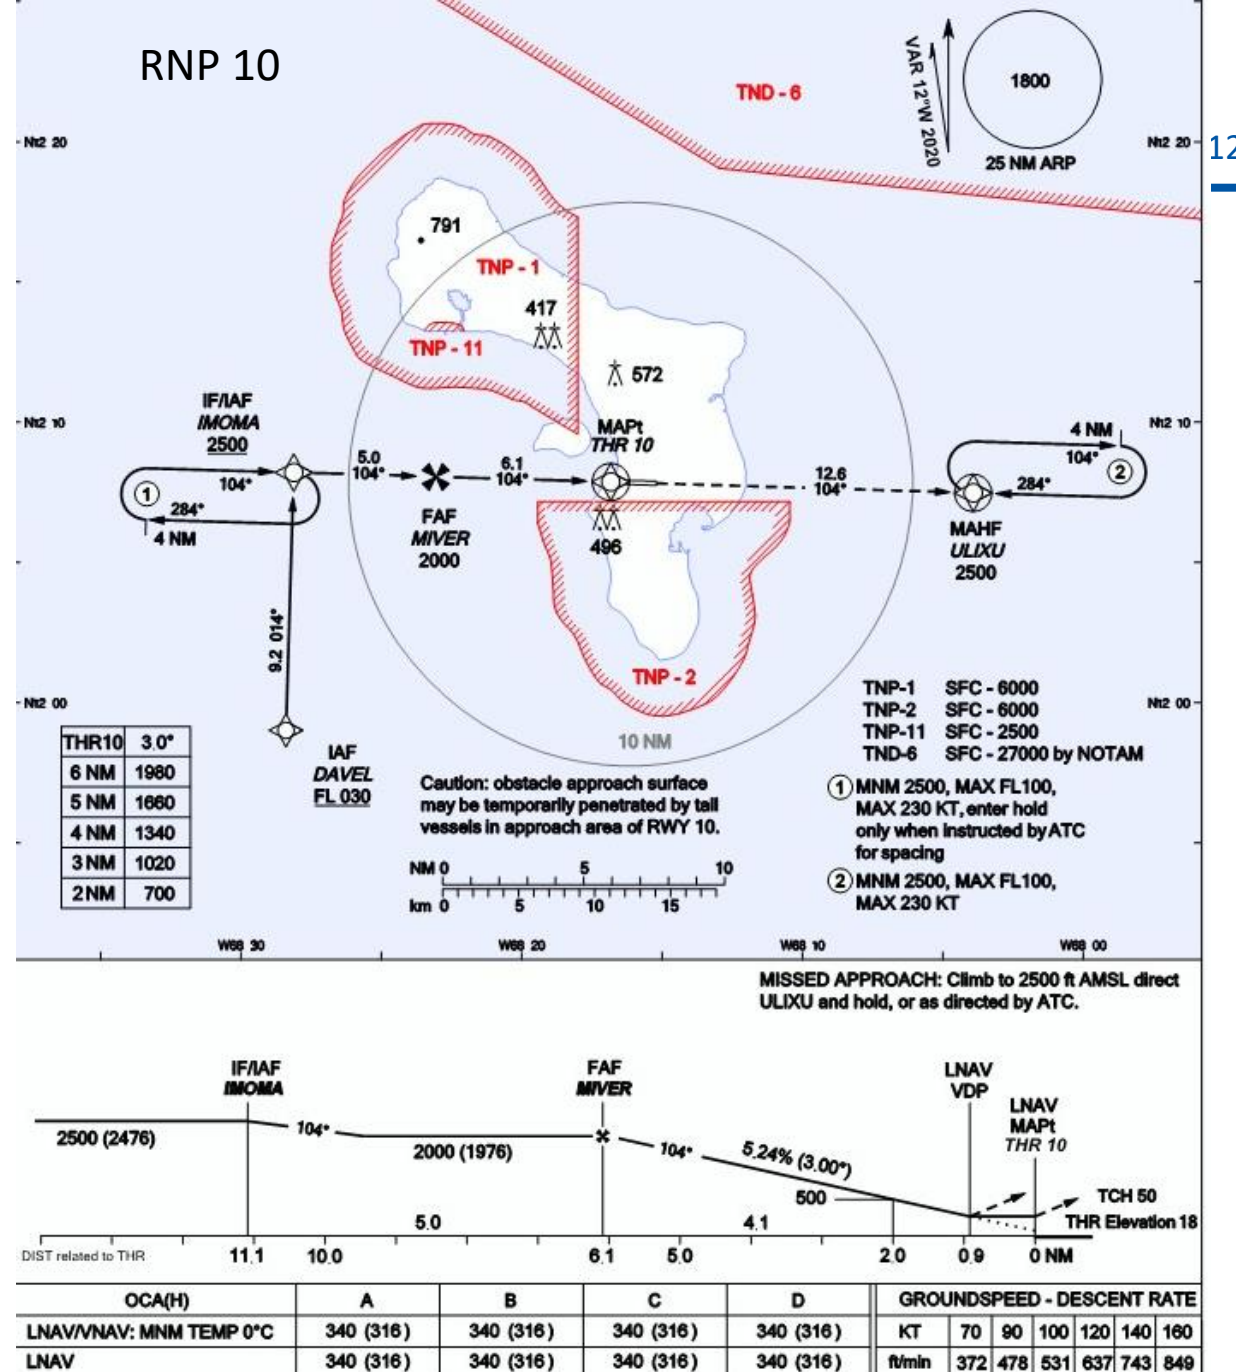 RNP 10
VAR 12°W 2020
1800
25 NM ARP
12
TND - 6
N12 20
N12 20
791
TNP - 1
417
TNP - 11
572
IF/IAF
IMOMA
2500
N12 10
N12 10
MAPt
THR 10
4 NM
104°
2
284°
5.0
104°
6.1
104°
12.6
104°
1
104°
284°
4 NM
FAF
MIVER
2000
496
MAHF
ULIXU
2500
9.2 014°
TNP - 2
N12 00
N12 00
10 NM
IAF
DAVEL
FL 030
TNP-1 SFC - 6000
TNP-2 SFC - 6000
TNP-11 SFC - 2500
TND-6 SFC - 27000 by NOTAM
THR10 3.0°
6 NM 1980
5 NM 1660
4 NM 1340
3 NM 1020
2 NM 700
Caution: obstacle approach surface
may be temporarily penetrated by tall
vessels in approach area of RWY 10.
1 MNM 2500, MAX FL100,
MAX 230 KT, enter hold
only when instructed by ATC
for spacing
2 MNM 2500, MAX FL100,
MAX 230 KT
NM 0 5 10
km 0 5 10 15
W68 30 W68 20 W68 10 W68 00
MISSED APPROACH: Climb to 2500 ft AMSL direct
ULIXU and hold, or as directed by ATC.
IF/IAF
IMOMA
FAF
MIVER
LNAV
VDP
LNAV
MAPt
THR 10
2500 (2476)
104°
2000 (1976)
104°
5.24% (3.00°)
500
TCH 50
THR Elevation 18
5.0 4.1
DIST related to THR 11.1 10.0 6.1 5.0 2.0 0.9 0 NM
OCA(H) A B C D GROUNDSPEED - DESCENT RATE
LNAV/VNAV: MNM TEMP 0°C 340 (316) 340 (316) 340 (316) 340 (316) KT 70 90 100 120 140 160
LNAV 340 (316) 340 (316) 340 (316) 340 (316) ft/min 372 478 531 637 743 849